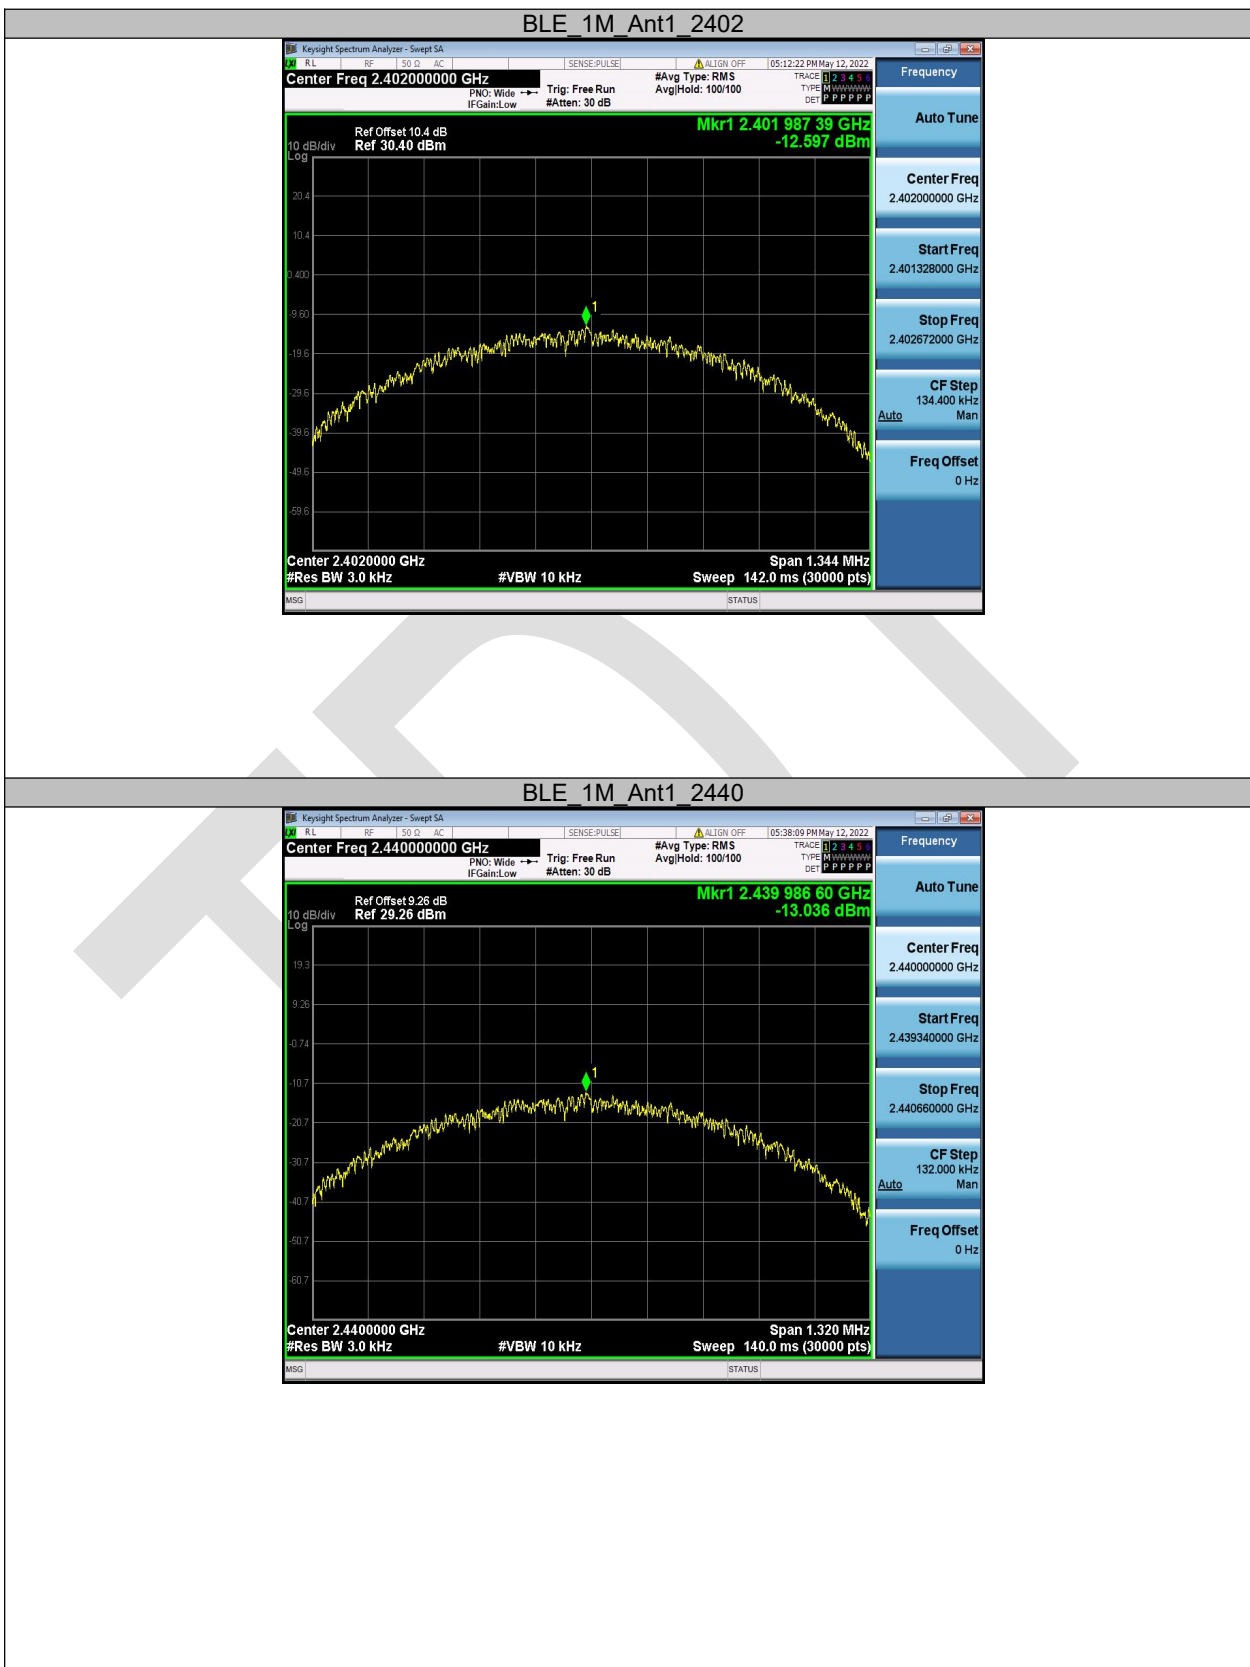 BLE_1M_Ant1_2402
Keysight Spectrum Analyzer - Swept SA
LXI RL RF 50 Ω AC SENSE:PULSE ALIGN OFF 05:12:22 PM May 12, 2022
Center Freq 2.402000000 GHz
PNO: Wide
IFGain:Low
Trig: Free Run
#Atten: 30 dB
#Avg Type: RMS
Avg|Hold: 100/100
TRACE 1 2 3 4 5 6
TYPE M WWWWW
DET P P P P P P
Frequency
Mkr1 2.401 987 39 GHz
-12.597 dBm
Ref Offset 10.4 dB
Ref 30.40 dBm
10 dB/div
Log
20.4
10.4
0.400
-9.60
-19.6
-29.6
-39.6
-49.6
-59.6
1
Center 2.4020000 GHz
Span 1.344 MHz
#Res BW 3.0 kHz
#VBW 10 kHz
Sweep 142.0 ms (30000 pts)
MSG
STATUS
Auto Tune
Center Freq
2.402000000 GHz
Start Freq
2.401328000 GHz
Stop Freq
2.402672000 GHz
CF Step
134.400 kHz
Auto Man
Freq Offset
0 Hz
BLE_1M_Ant1_2440
Keysight Spectrum Analyzer - Swept SA
LXI RL RF 50 Ω AC SENSE:PULSE ALIGN OFF 05:38:09 PM May 12, 2022
Center Freq 2.440000000 GHz
PNO: Wide
IFGain:Low
Trig: Free Run
#Atten: 30 dB
#Avg Type: RMS
Avg|Hold: 100/100
TRACE 1 2 3 4 5 6
TYPE M WWWWW
DET P P P P P P
Frequency
Mkr1 2.439 986 60 GHz
-13.036 dBm
Ref Offset 9.26 dB
Ref 29.26 dBm
10 dB/div
Log
19.3
9.26
-0.74
-10.7
-20.7
-30.7
-40.7
-50.7
-60.7
1
Center 2.4400000 GHz
Span 1.320 MHz
#Res BW 3.0 kHz
#VBW 10 kHz
Sweep 140.0 ms (30000 pts)
MSG
STATUS
Auto Tune
Center Freq
2.440000000 GHz
Start Freq
2.439340000 GHz
Stop Freq
2.440660000 GHz
CF Step
132.000 kHz
Auto Man
Freq Offset
0 Hz